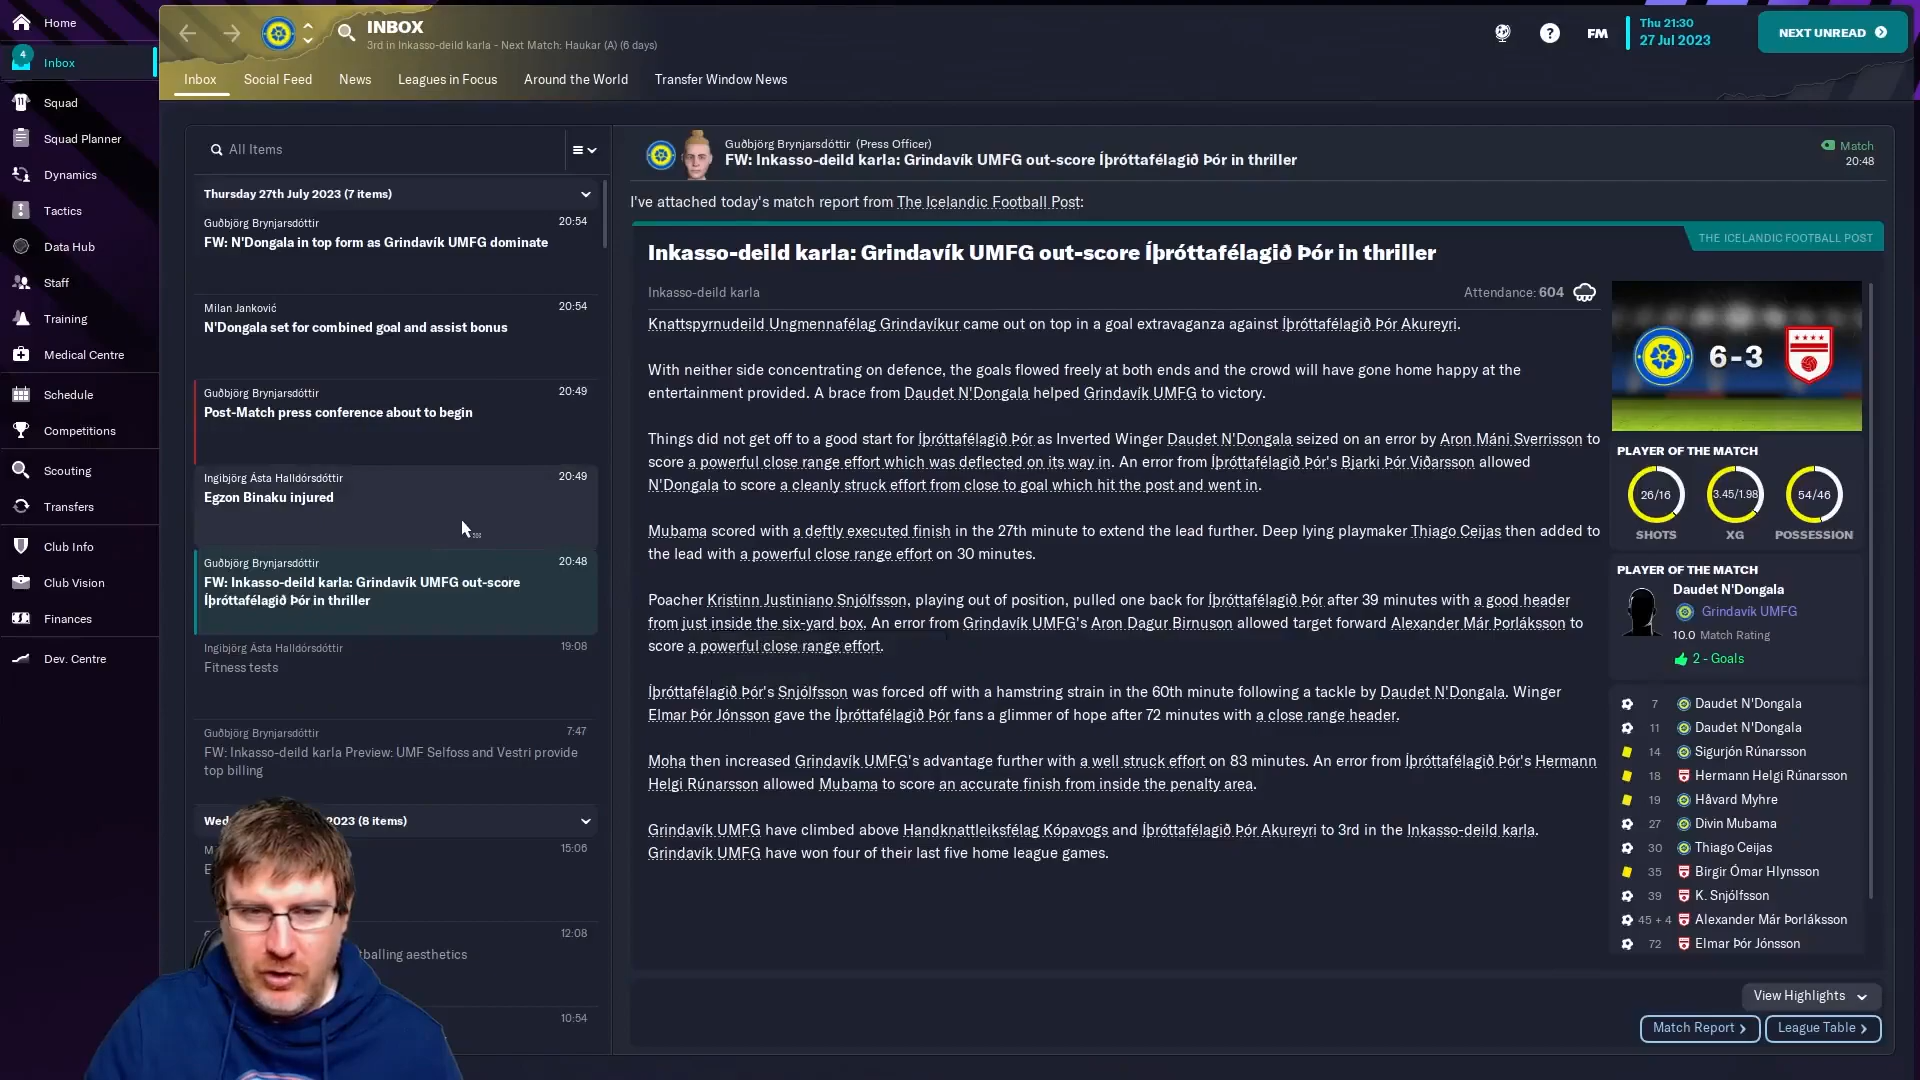 Home
4
Inbox
Squad
Squad Planner
Dynamics
Tactics
Data Hub
Staff
Training
Medical Centre
Schedule
Competitions
Scouting
Transfers
Club Info
Club Vision
Finances
Dev. Centre
INBOX
3rd in Inkasso-deild karla - Next Match: Haukar (A) (6 days)
FM
Thu 21:30
27 Jul 2023
NEXT UNREAD
Inbox
Social Feed
News
Leagues in Focus
Around the World
Transfer Window News
All Items
Thursday 27th July 2023 (7 items)
Guðbjörg Brynjarsdóttir 20:54
FW: N'Dongala in top form as Grindavík UMFG dominate
Milan Janković 20:54
N'Dongala set for combined goal and assist bonus
Guðbjörg Brynjarsdóttir 20:49
Post-Match press conference about to begin
Ingibjörg Ásta Halldórsdóttir 20:49
Egzon Binaku injured
Guðbjörg Brynjarsdóttir 20:48
FW: Inkasso-deild karla: Grindavík UMFG out-score
Íþróttafélagið Þór in thriller
Ingibjörg Ásta Halldórsdóttir 19:08
Fitness tests
Guðbjörg Brynjarsdóttir 7:47
FW: Inkasso-deild karla Preview: UMF Selfoss and Vestri provide
top billing
2023 (8 items)
15:06
12:08
footballing aesthetics
10:54
Guðbjörg Brynjarsdóttir (Press Officer)
FW: Inkasso-deild karla: Grindavík UMFG out-score Íþróttafélagið Þór in thriller
Match
20:48
I've attached today's match report from The Icelandic Football Post:
THE ICELANDIC FOOTBALL POST
Inkasso-deild karla: Grindavík UMFG out-score Íþróttafélagið Þór in thriller
Inkasso-deild karla
Attendance: 604
Knattspyrnudeild Ungmennafélag Grindavíkur came out on top in a goal extravaganza against Íþróttafélagið Þór Akureyri.
With neither side concentrating on defence, the goals flowed freely at both ends and the crowd will have gone home happy at the
entertainment provided. A brace from Daudet N'Dongala helped Grindavík UMFG to victory.
Things did not get off to a good start for Íþróttafélagið Þór as Inverted Winger Daudet N'Dongala seized on an error by Aron Máni Sverrisson to
score a powerful close range effort which was deflected on its way in. An error from Íþróttafélagið Þór's Bjarki Þór Viðarsson allowed
N'Dongala to score a cleanly struck effort from close to goal which hit the post and went in.
Mubama scored with a deftly executed finish in the 27th minute to extend the lead further. Deep lying playmaker Thiago Ceijas then added to
the lead with a powerful close range effort on 30 minutes.
Poacher Kristinn Justiniano Snjólfsson, playing out of position, pulled one back for Íþróttafélagið Þór after 39 minutes with a good header
from just inside the six-yard box. An error from Grindavík UMFG's Aron Dagur Birnuson allowed target forward Alexander Már Þorláksson to
score a powerful close range effort.
Íþróttafélagið Þór's Snjólfsson was forced off with a hamstring strain in the 60th minute following a tackle by Daudet N'Dongala. Winger
Elmar Þór Jónsson gave the Íþróttafélagið Þór fans a glimmer of hope after 72 minutes with a close range header.
Moha then increased Grindavík UMFG's advantage further with a well struck effort on 83 minutes. An error from Íþróttafélagið Þór's Hermann
Helgi Rúnarsson allowed Mubama to score an accurate finish from inside the penalty area.
Grindavík UMFG have climbed above Handknattleiksfélag Kópavogs and Íþróttafélagið Þór Akureyri to 3rd in the Inkasso-deild karla.
Grindavík UMFG have won four of their last five home league games.
6-3
PLAYER OF THE MATCH
26/16
3.45/1.98
54/46
SHOTS
XG
POSSESSION
PLAYER OF THE MATCH
Daudet N'Dongala
Grindavík UMFG
10.0 Match Rating
2 - Goals
7 Daudet N'Dongala
11 Daudet N'Dongala
14 Sigurjón Rúnarsson
18 Hermann Helgi Rúnarsson
19 Håvard Myhre
27 Divin Mubama
30 Thiago Ceijas
35 Birgir Ómar Hlynsson
39 K. Snjólfsson
45 + 4 Alexander Már Þorláksson
72 Elmar Þór Jónsson
View Highlights
Match Report
League Table